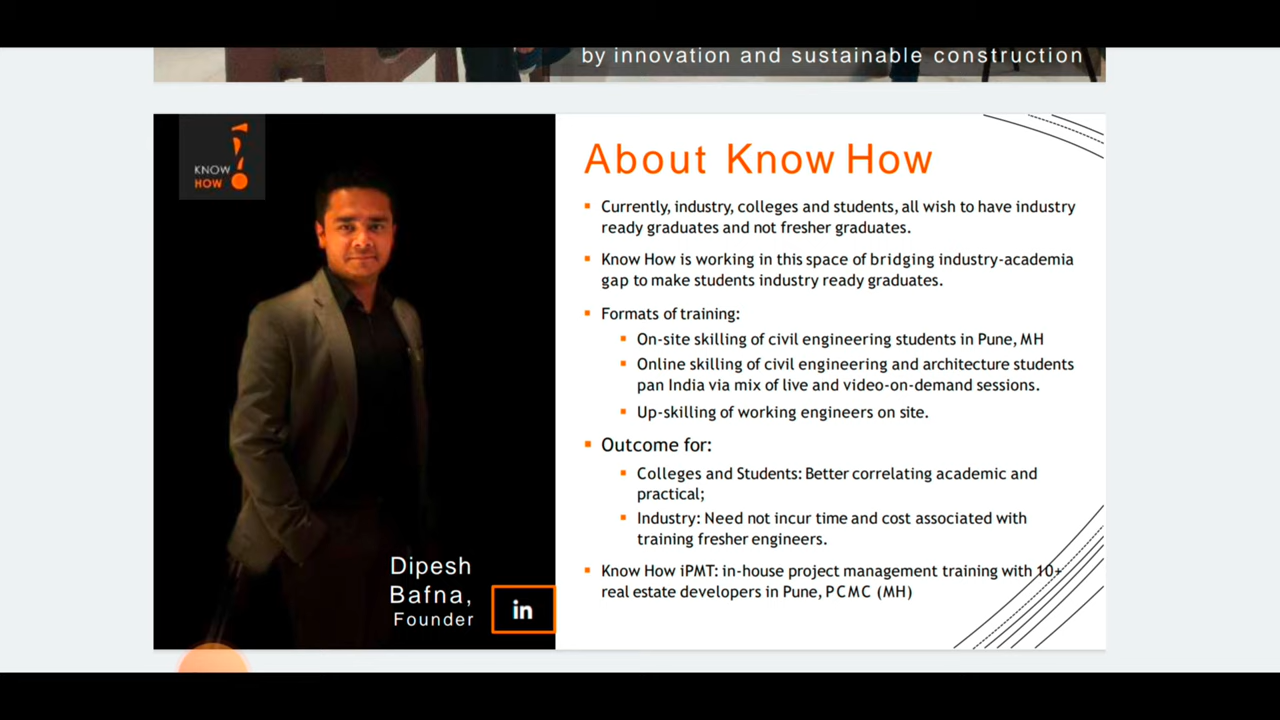 by innovation and sustainable construction
KNOW
HOW
About Know How
Currently, industry, colleges and students, all wish to have industry
ready graduates and not fresher graduates.
Know How is working in this space of bridging industry-academia
gap to make students industry ready graduates.
Formats of training:
On-site skilling of civil engineering students in Pune, MH
Online skilling of civil engineering and architecture students
pan India via mix of live and video-on-demand sessions.
Up-skilling of working engineers on site.
Outcome for:
Colleges and Students: Better correlating academic and
practical;
Industry: Need not incur time and cost associated with
training fresher engineers.
Know How iPMT: in-house project management training with 10+
real estate developers in Pune, PCMC (MH)
Dipesh
Bafna,
Founder
in